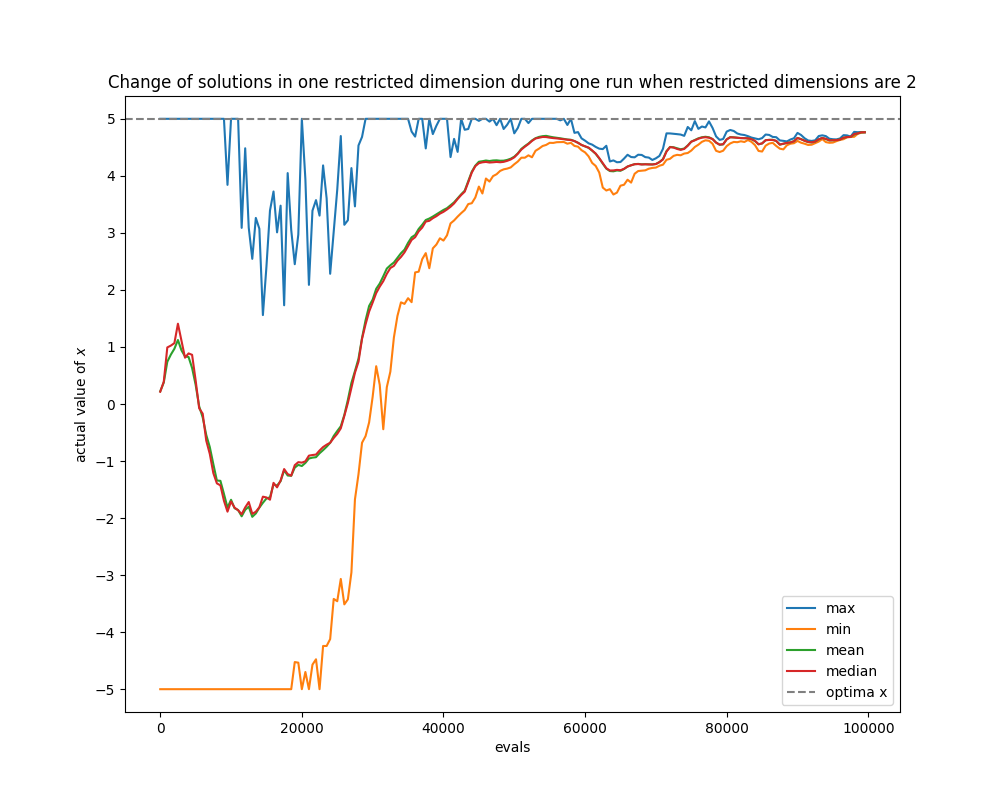 Change of solutions in one restricted dimension during one run when restricted dimensions are 2
5
4
3
2
1
0
−1
−2
−3
−4
−5
actual value of x
0
20000
40000
60000
80000
100000
evals
max
min
mean
median
optima x